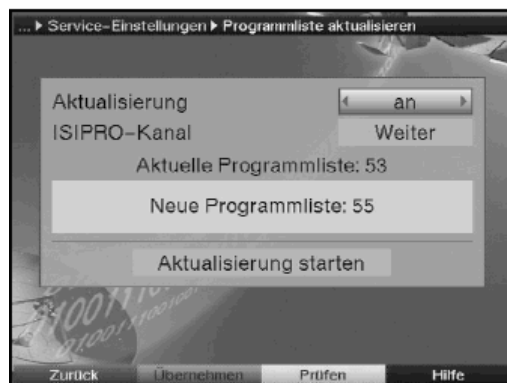 ... ▶ Service-Einstellungen ▶ Programmliste aktualisieren
Aktualisierung an
ISIPRO-Kanal Weiter
Aktuelle Programmliste: 53
Neue Programmliste: 55
Aktualisierung starten
Zurück Übernehmen Prüfen Hilfe